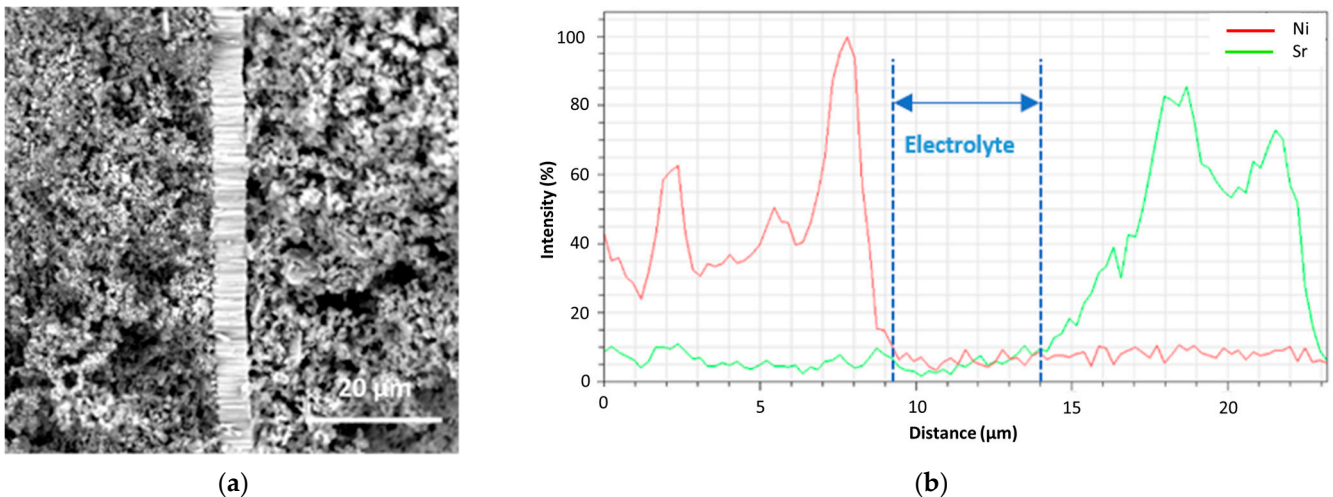 20 µm
(a)
Ni
Sr
100
80
60
40
20
0
Intensity (%)
Electrolyte
0
5
10
15
20
Distance (µm)
(b)